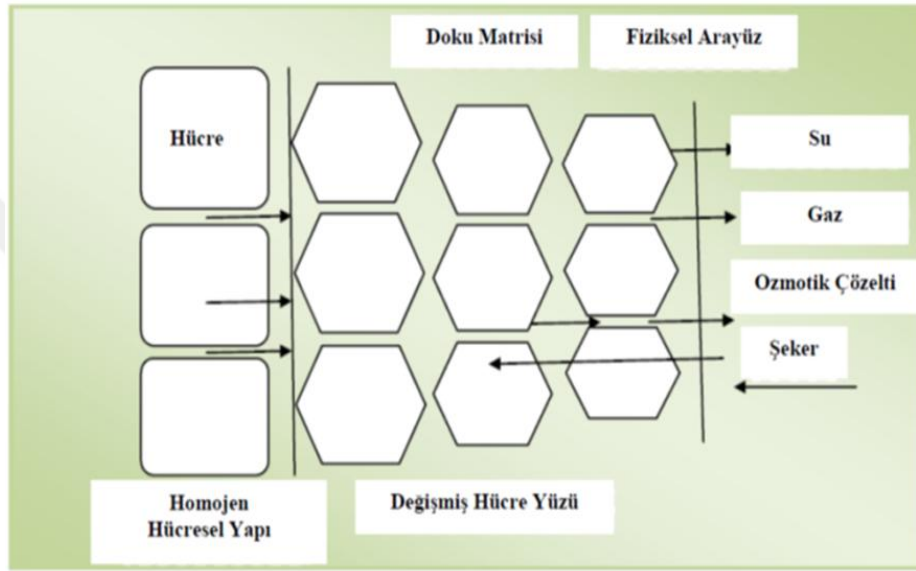 Doku Matrisi
Fiziksel Arayüz
Hücre
Su
Gaz
Ozmotik Çözelti
Şeker
Homojen
Hücresel Yapı
Değişmiş Hücre Yüzü